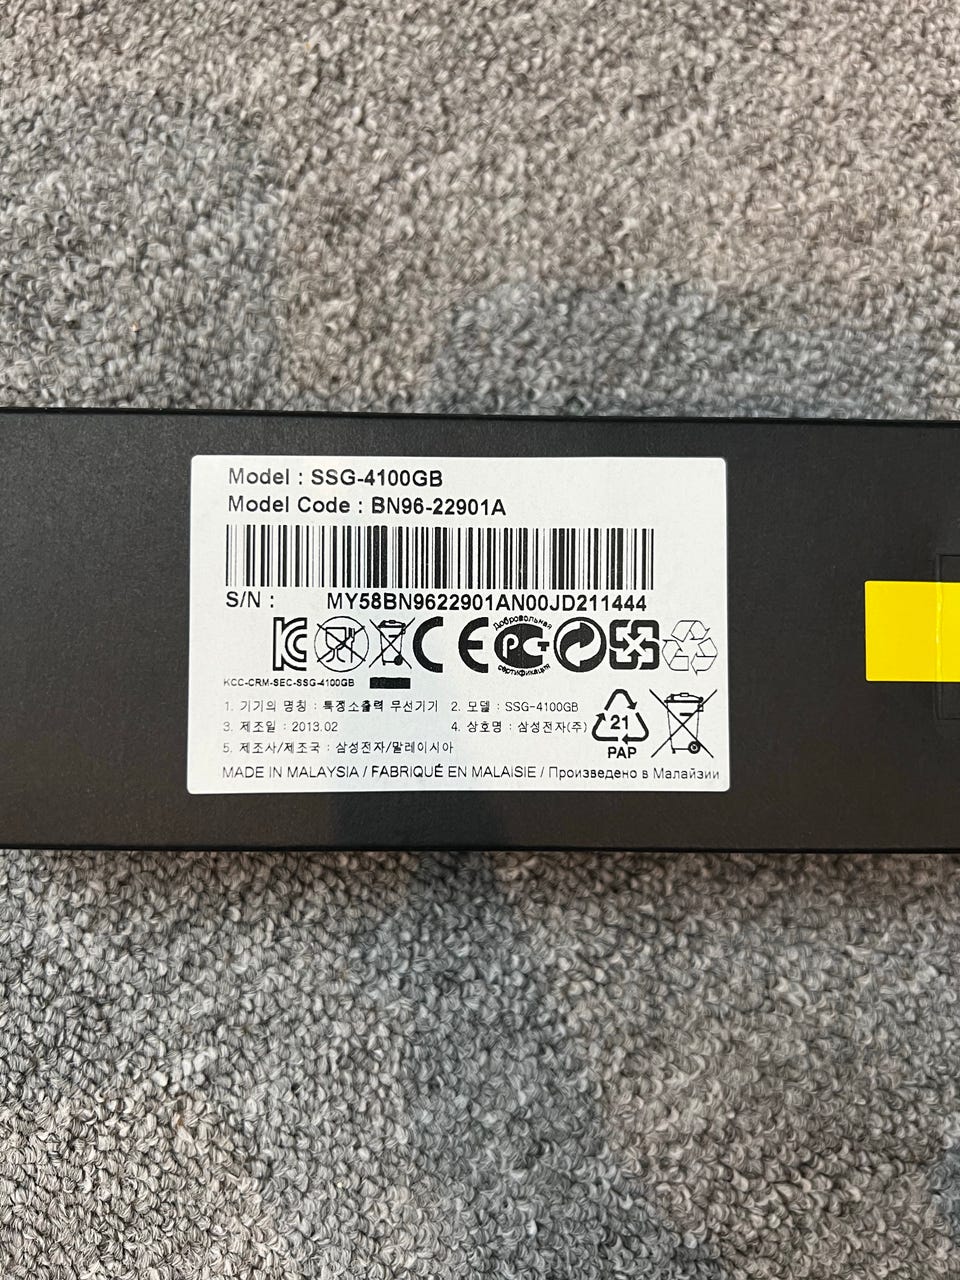 Model : SSG-4100GB
Model Code : BN96-22901A
S/N : MY58BN9622901AN00JD211444
Добровольная
РСТ
сертификация
KCC-CRM-SEC-SSG-4100GB
1. 기기의 명칭 : 특정소출력 무선기기 2. 모델 : SSG-4100GB
3. 제조일 : 2013.02 4. 상호명 : 삼성전자(주)
5. 제조사/제조국 : 삼성전자/말레이시아
21
PAP
MADE IN MALAYSIA / FABRIQUÉ EN MALAISIE / Произведено в Малайзии